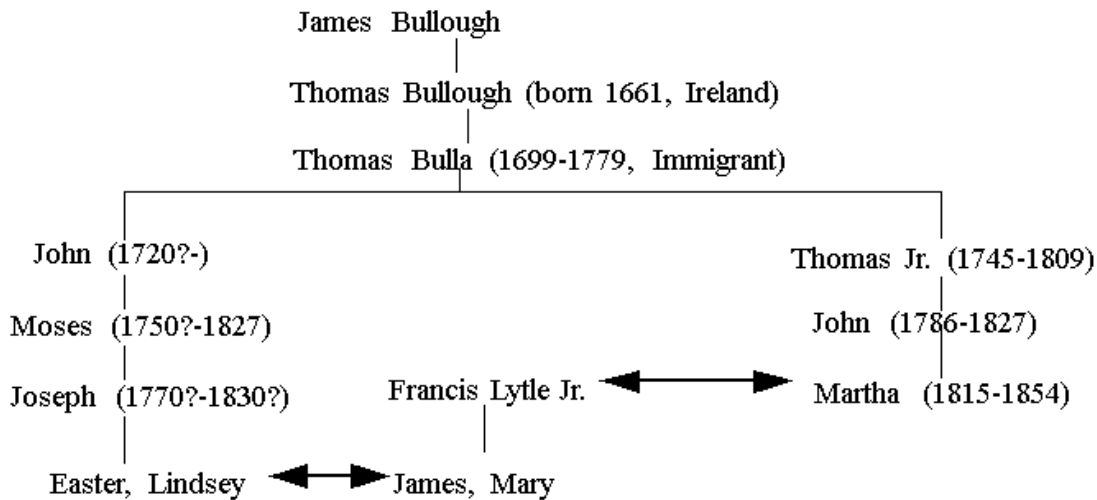 James Bullough
Thomas Bullough (born 1661, Ireland)
Thomas Bulla (1699-1779, Immigrant)
John (1720?-)
Thomas Jr. (1745-1809)
Moses (1750?-1827)
John (1786-1827)
Joseph (1770?-1830?)
Francis Lytle Jr.
Martha (1815-1854)
Easter, Lindsey
James, Mary